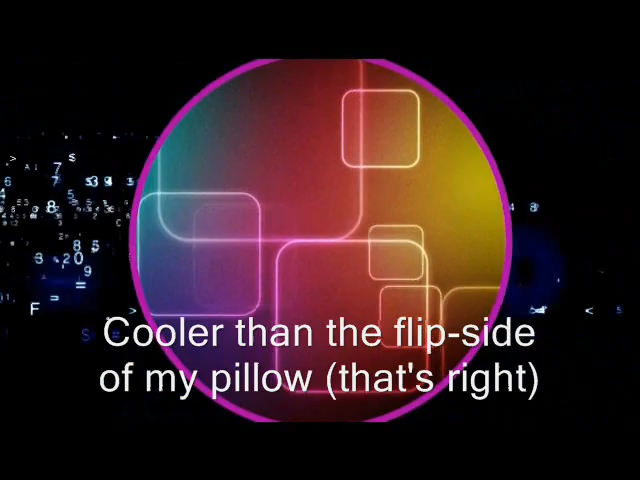 Cooler than the flip-side
of my pillow (that's right)